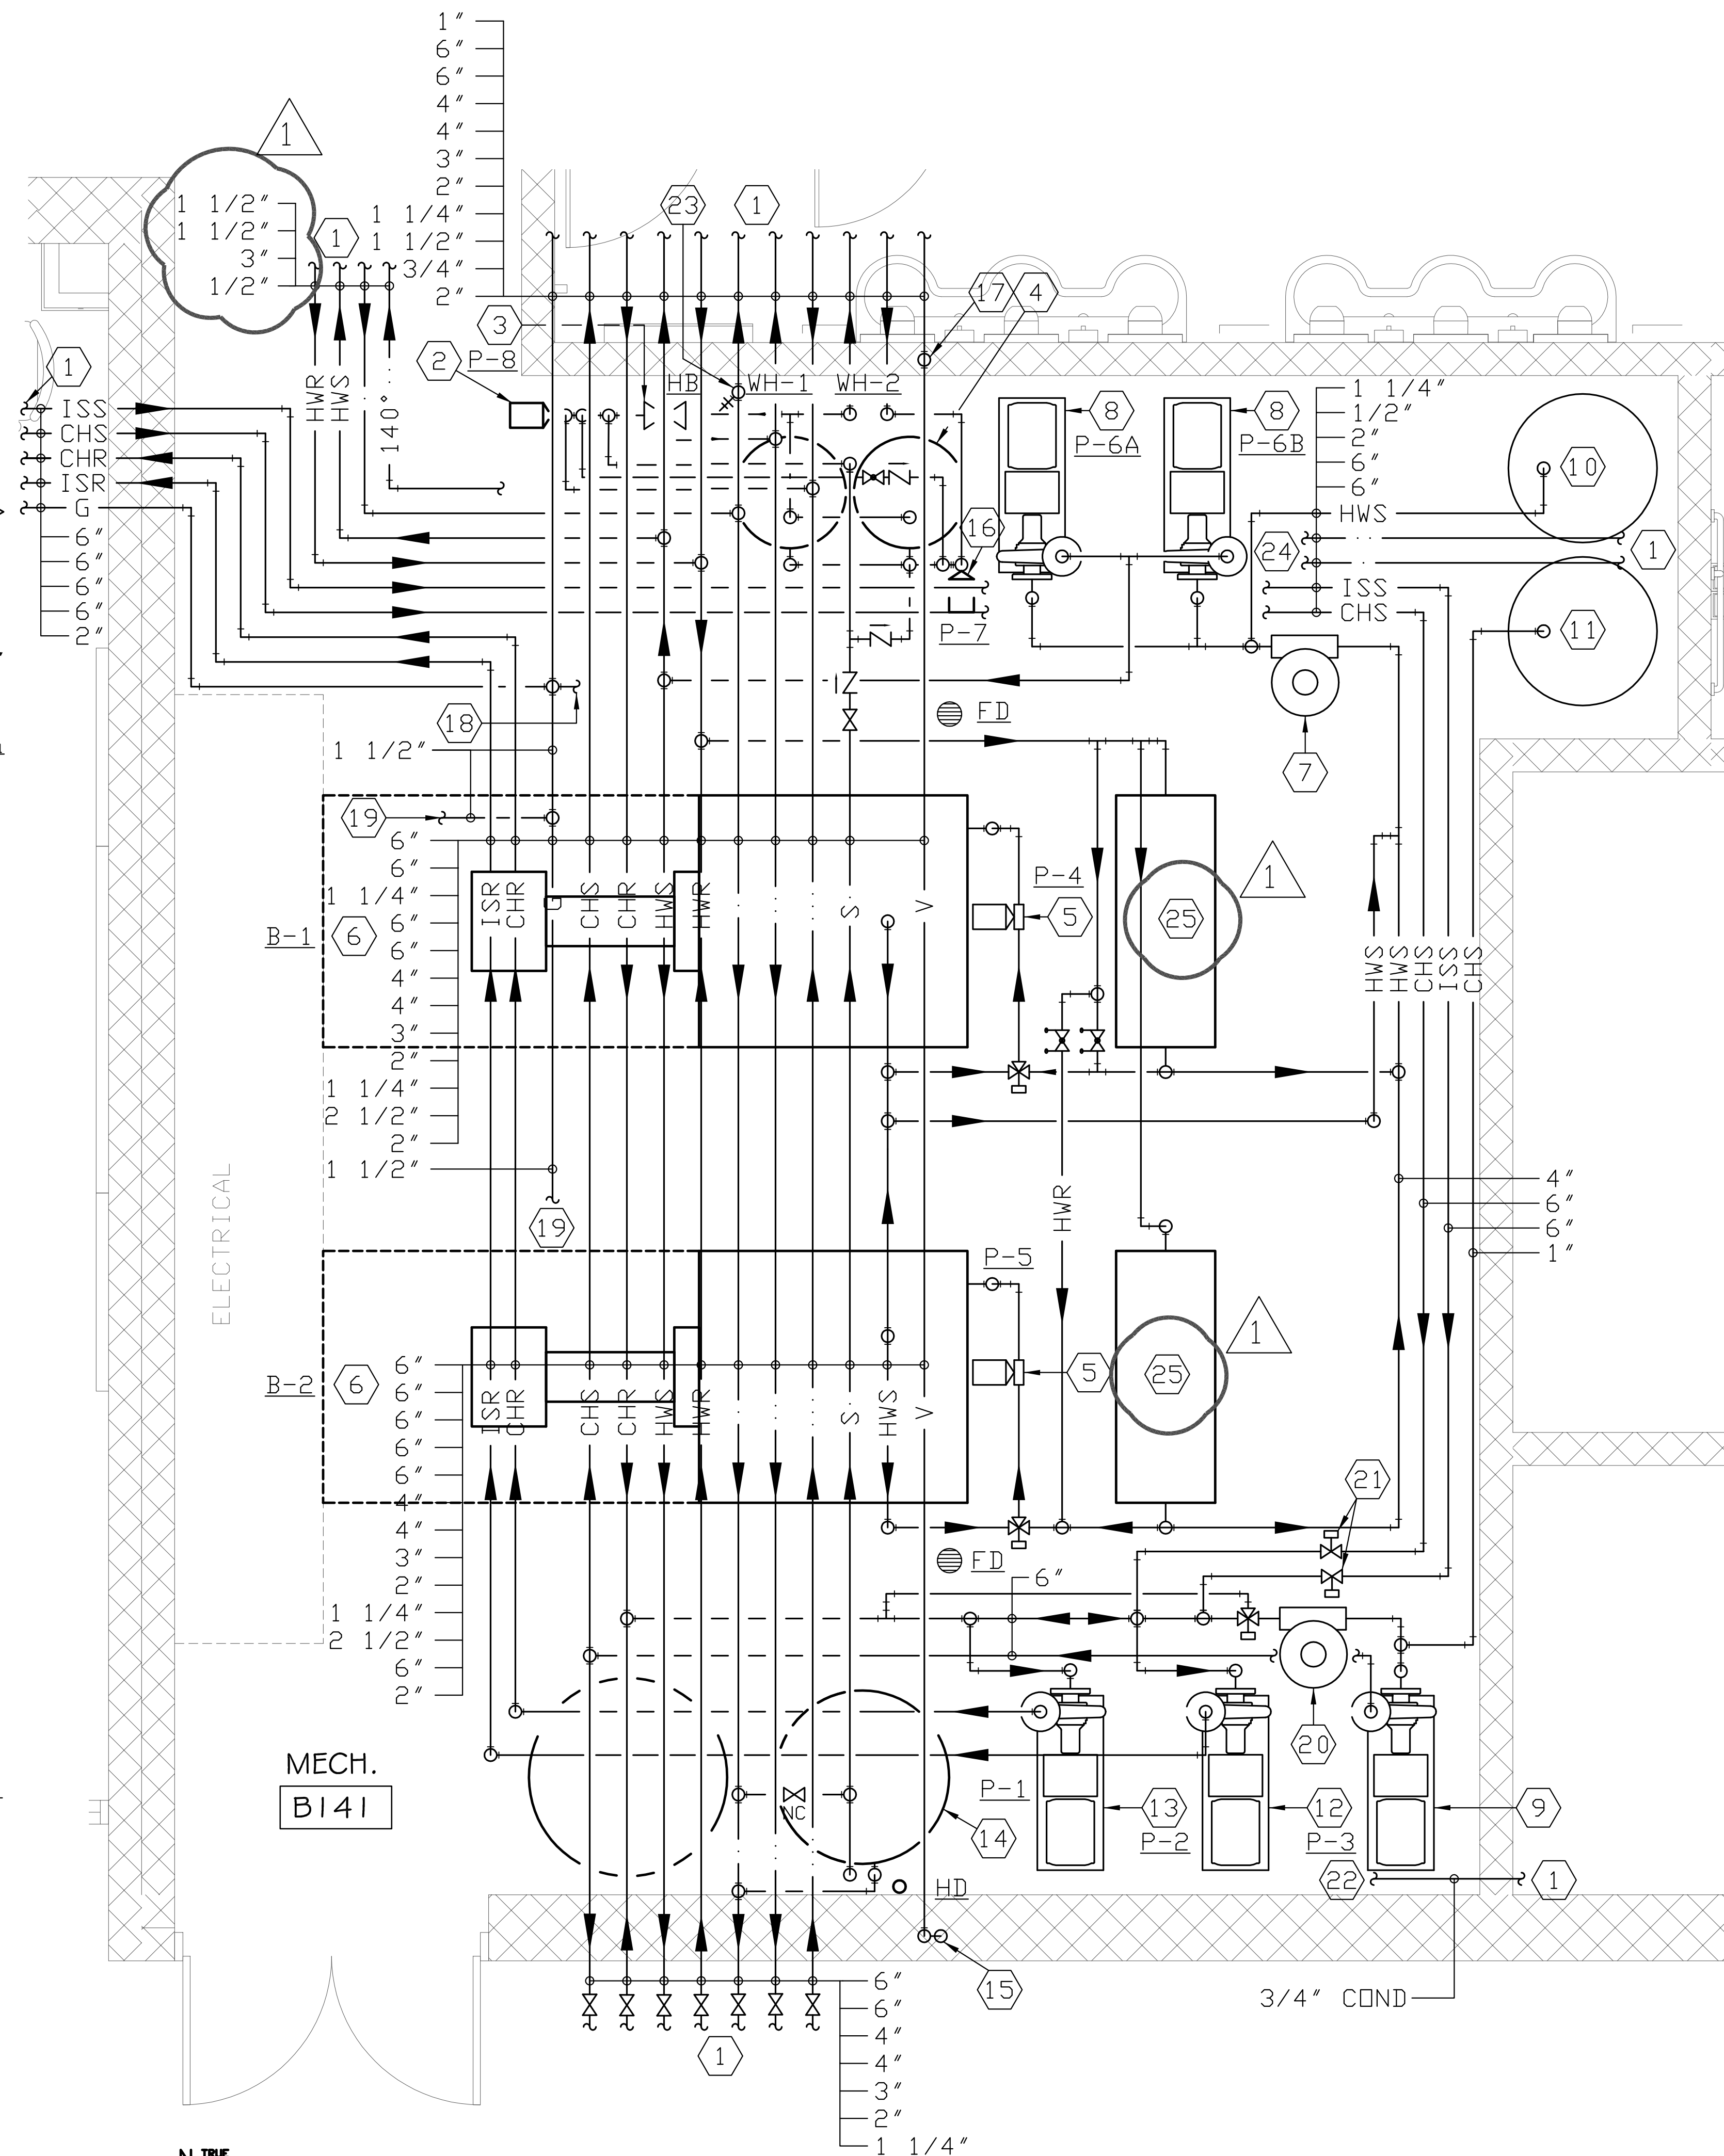 1"
6"
6"
4"
4"
3"
2"
1 1/4"
1 1/2"
3/4"
2"
1
1 1/2"
1 1/2"
3"
1/2"
1
23
1
17
4
3
2
P-8
HB
WH-1
WH-2
1
ISS
CHS
CHR
ISR
G
6"
6"
6"
6"
2"
HWR
HWS
140°
8
P-6A
8
P-6B
1 1/4"
1/2"
2"
6"
6"
HWS
ISS
CHS
24
10
1
11
16
P-7
18
FD
7
1 1/2"
19
6"
6"
1 1/4"
6"
6"
4"
4"
3"
2"
1 1/4"
2 1/2"
2"
1 1/2"
B-1
6
ISR
CHR
G
CHS
CHR
HWS
HWR
S
V
P-4
5
25
1
HWS
HWS
CHS
ISS
CHS
ELECTRICAL
19
HWR
4"
6"
6"
1"
P-5
5
25
1
B-2
6
6"
6"
6"
6"
6"
4"
4"
3"
2"
1 1/4"
2 1/2"
6"
2"
ISR
CHR
CHS
CHR
HWS
HWR
S
HWS
V
21
FD
6"
20
MECH.
B141
NC
14
P-1
13
P-2
12
P-3
9
22
1
HD
15
3/4" COND
1
6"
6"
4"
4"
3"
2"
1 1/4"
N TRUE